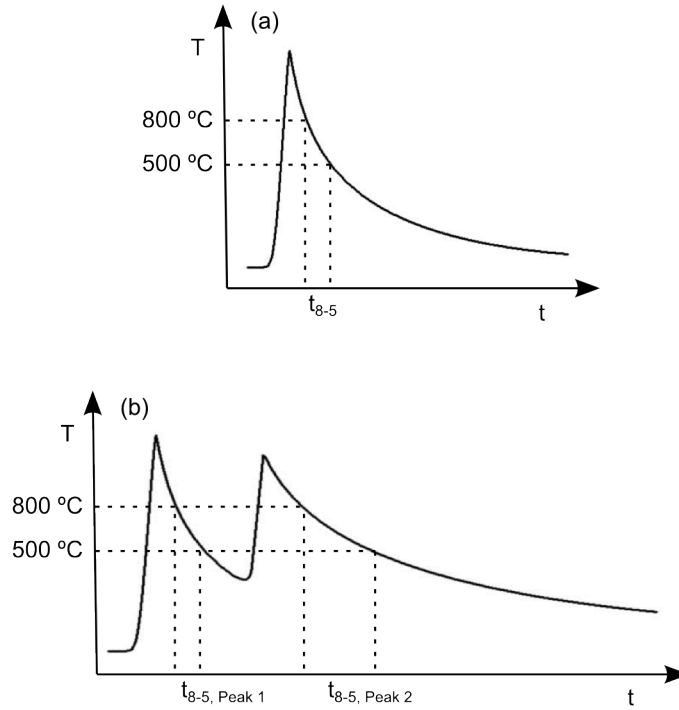 (a)
T
800 ºC
500 ºC
t8-5
t
(b)
T
800 ºC
500 ºC
t8-5, Peak 1 t8-5, Peak 2
t